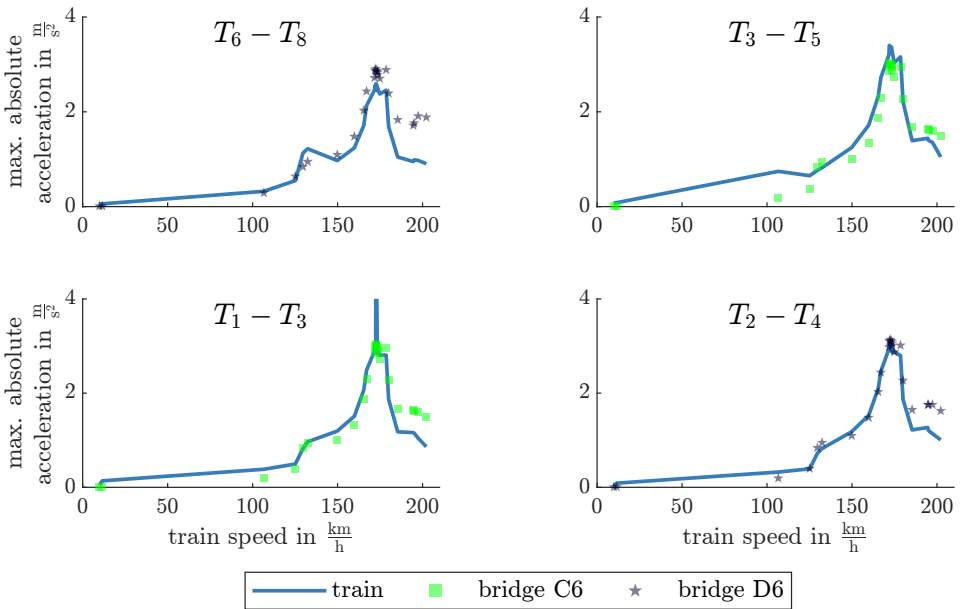 T₆ − T₈
T₃ − T₅
max. absolute
acceleration in m/s²
4
2
0
0 50 100 150 200
4
2
0
0 50 100 150 200
T₁ − T₃
T₂ − T₄
max. absolute
acceleration in m/s²
4
2
0
0 50 100 150 200
train speed in km/h
4
2
0
0 50 100 150 200
train speed in km/h
train bridge C6 bridge D6